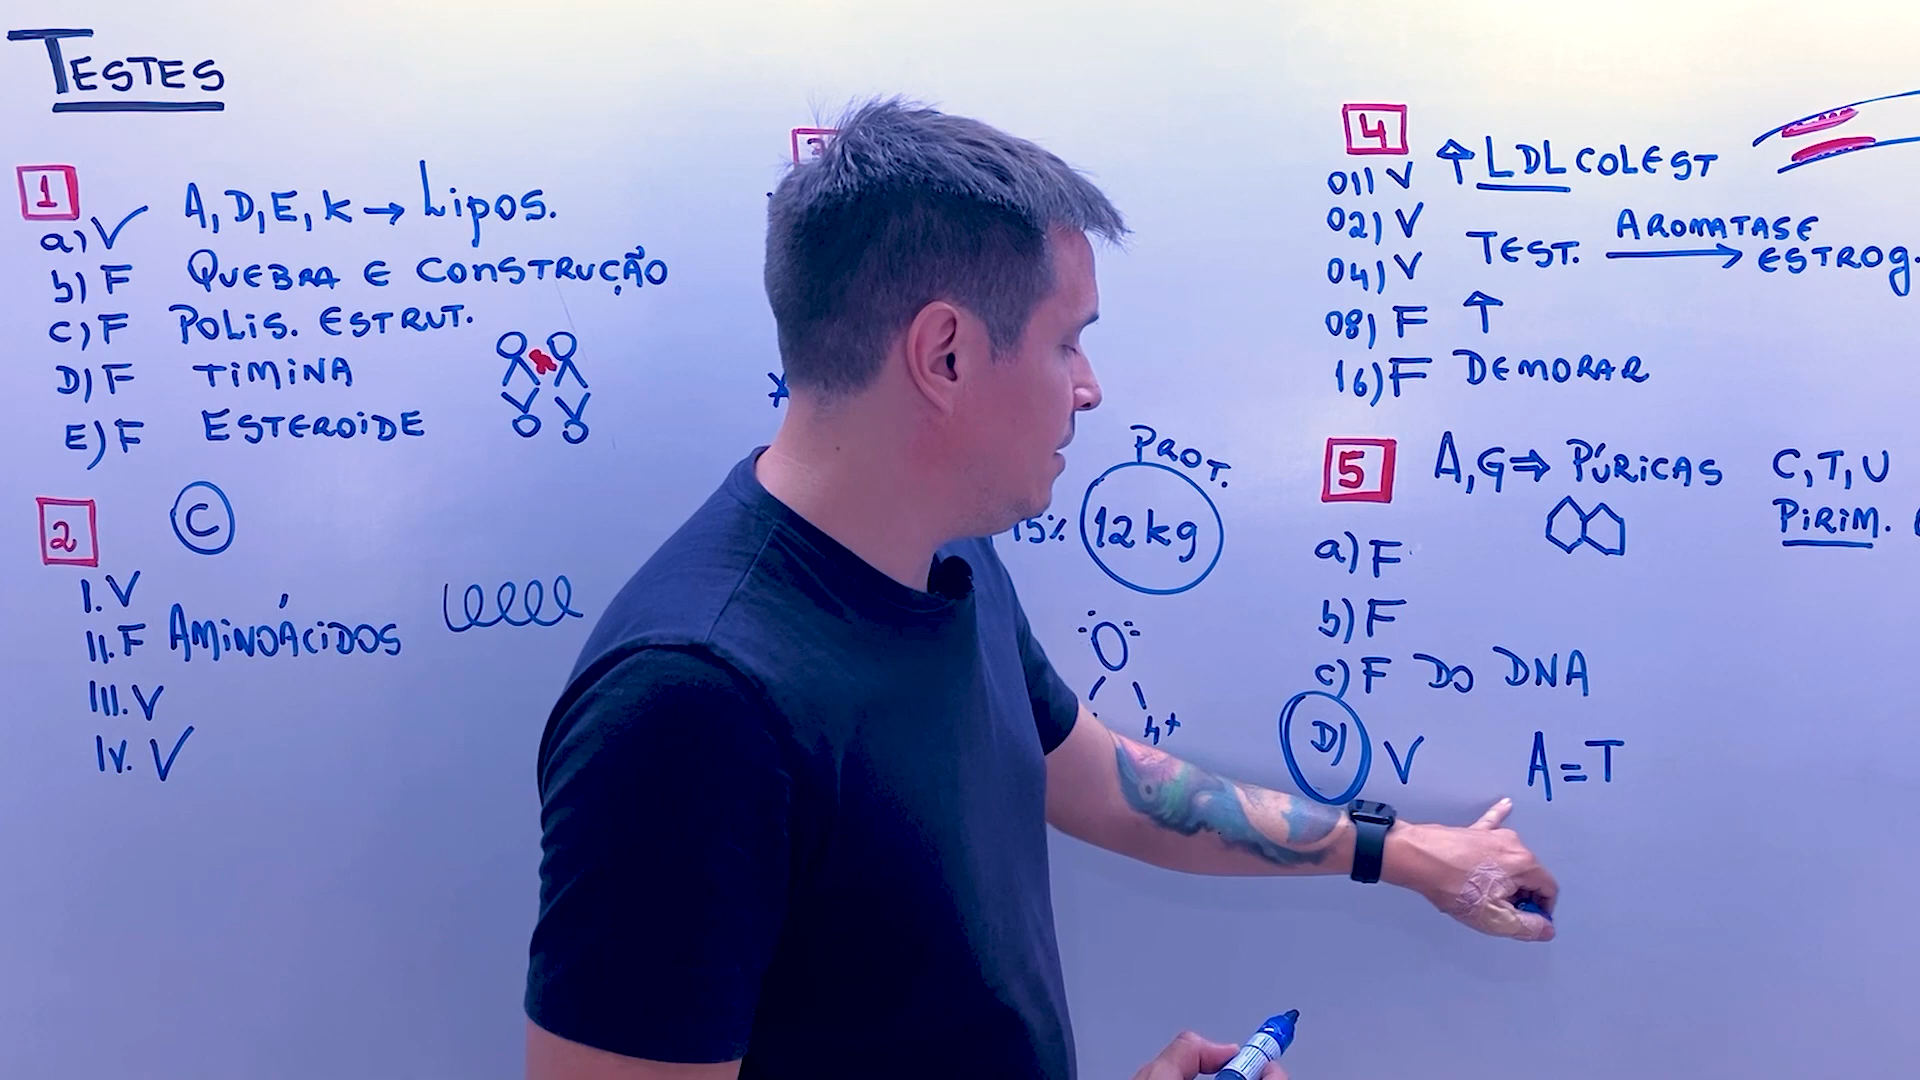 TESTES
1
a) V A, D, E, K → Lipos.
b) F QUEBRA E CONSTRUÇÃO
c) F POLIS. ESTRUT.
D) F TIMINA
E) F ESTEROIDE
2 C
I. V
II. F AMINOÁCIDOS
III. V
IV. V
PROT.
15% 12 kg
O
H+
4
01) V ↑ LDL COLEST
02) V
04) V TEST. AROMATASE → ESTROG.
08) F ↑
16) F DEMORAR
5 A, G ⇒ PÚRICAS C, T, U
PIRIM.
a) F
b) F
c) F DO DNA
D) V A=T